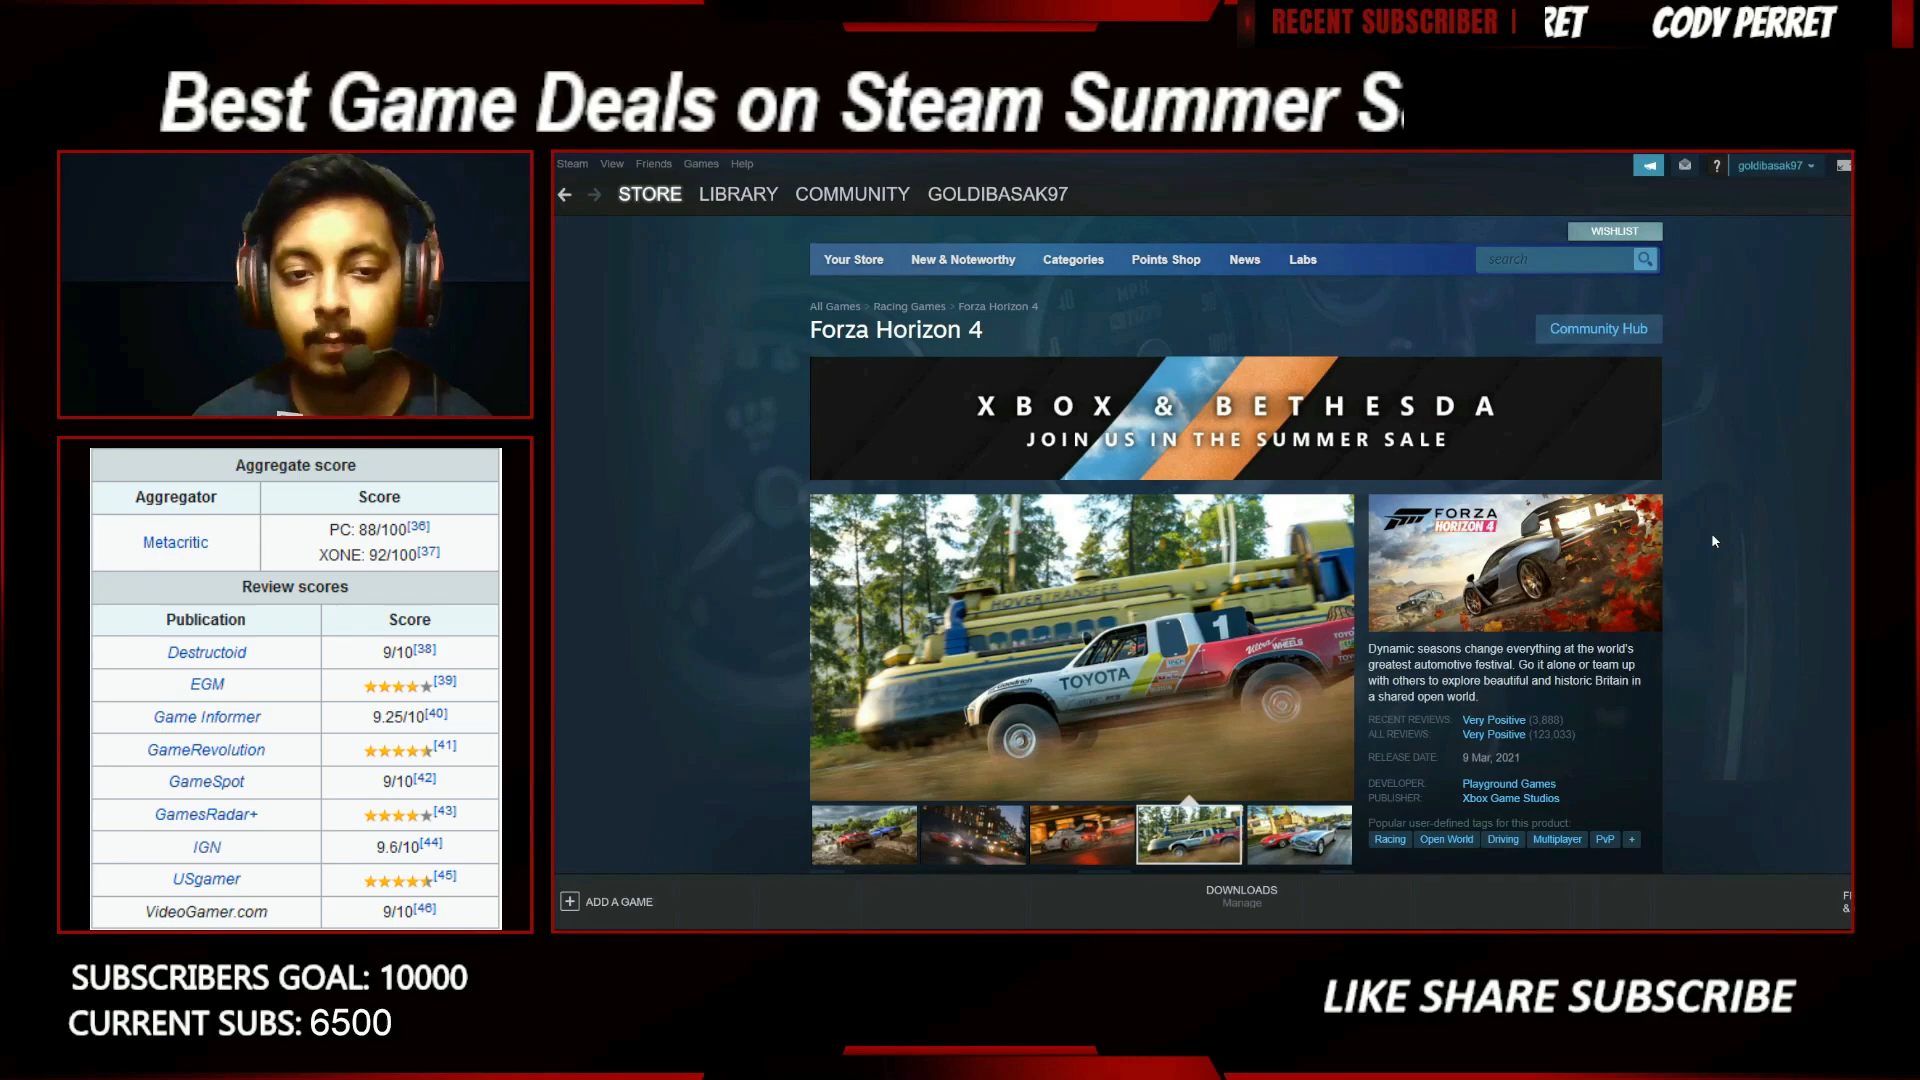 RECENT SUBSCRIBER | RET CODY PERRET
Best Game Deals on Steam Summer S
Steam View Friends Games Help
goldibasak97
STORE LIBRARY COMMUNITY GOLDIBASAK97
WISHLIST
Your Store New & Noteworthy Categories Points Shop News Labs search
All Games > Racing Games > Forza Horizon 4
Forza Horizon 4
Community Hub
XBOX & BETHESDA
JOIN US IN THE SUMMER SALE
HOVERTRANSFER
1
TOYOTA
Ultra WHEELS
FORZA
HORIZON 4
Dynamic seasons change everything at the world's
greatest automotive festival. Go it alone or team up
with others to explore beautiful and historic Britain in
a shared open world.
RECENT REVIEWS: Very Positive (3,888)
ALL REVIEWS: Very Positive (123,033)
RELEASE DATE: 9 Mar, 2021
DEVELOPER: Playground Games
PUBLISHER: Xbox Game Studios
Popular user-defined tags for this product:
Racing Open World Driving Multiplayer PvP +
ADD A GAME
DOWNLOADS
Manage
Aggregate score
Aggregator Score
Metacritic PC: 88/100[36]
XONE: 92/100[37]
Review scores
Publication Score
Destructoid 9/10[38]
EGM ★★★★★[39]
Game Informer 9.25/10[40]
GameRevolution ★★★★★[41]
GameSpot 9/10[42]
GamesRadar+ ★★★★★[43]
IGN 9.6/10[44]
USgamer ★★★★★[45]
VideoGamer.com 9/10[46]
SUBSCRIBERS GOAL: 10000
CURRENT SUBS: 6500
LIKE SHARE SUBSCRIBE